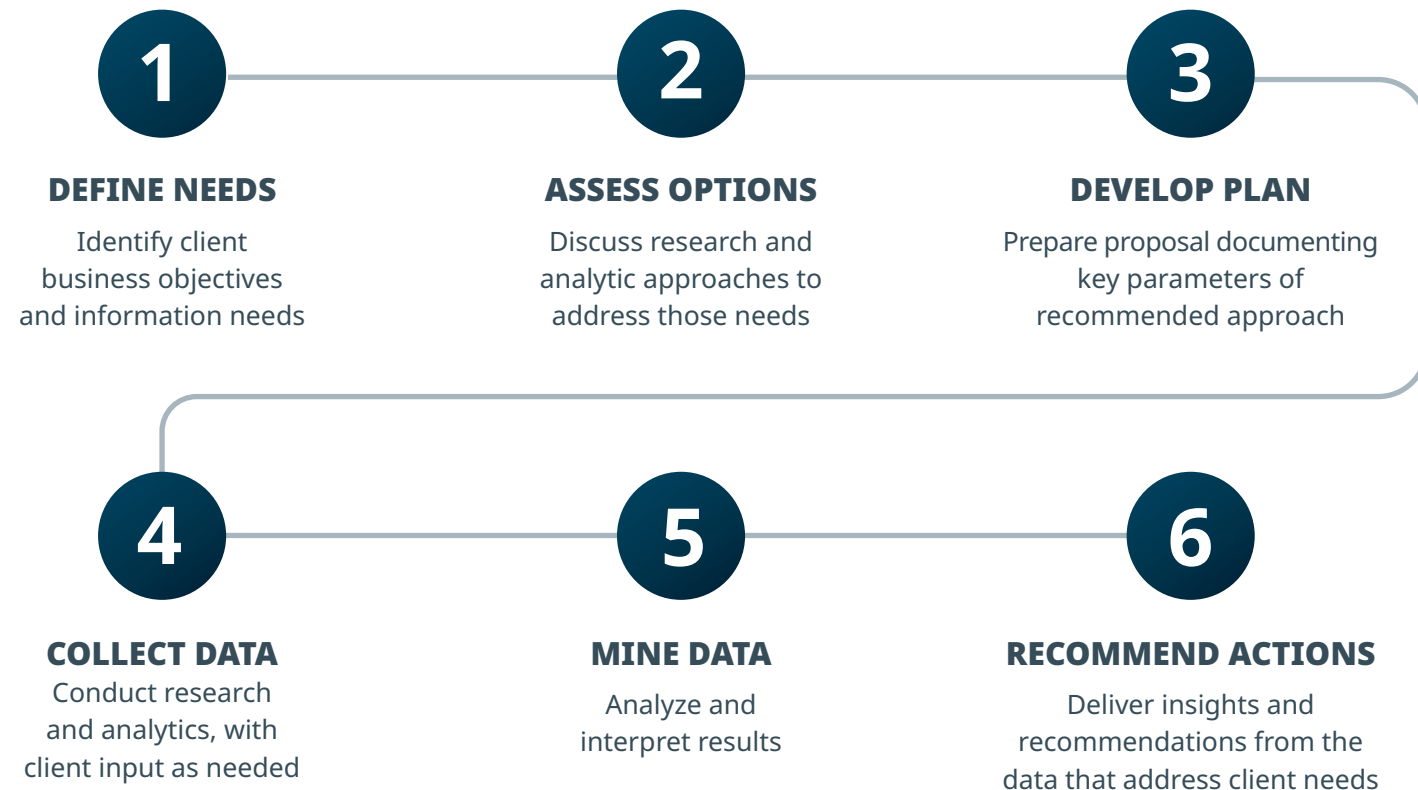 1
2
3
DEFINE NEEDS
Identify client
business objectives
and information needs
ASSESS OPTIONS
Discuss research and
analytic approaches to
address those needs
DEVELOP PLAN
Prepare proposal documenting
key parameters of
recommended approach
4
5
6
COLLECT DATA
Conduct research
and analytics, with
client input as needed
MINE DATA
Analyze and
interpret results
RECOMMEND ACTIONS
Deliver insights and
recommendations from the
data that address client needs